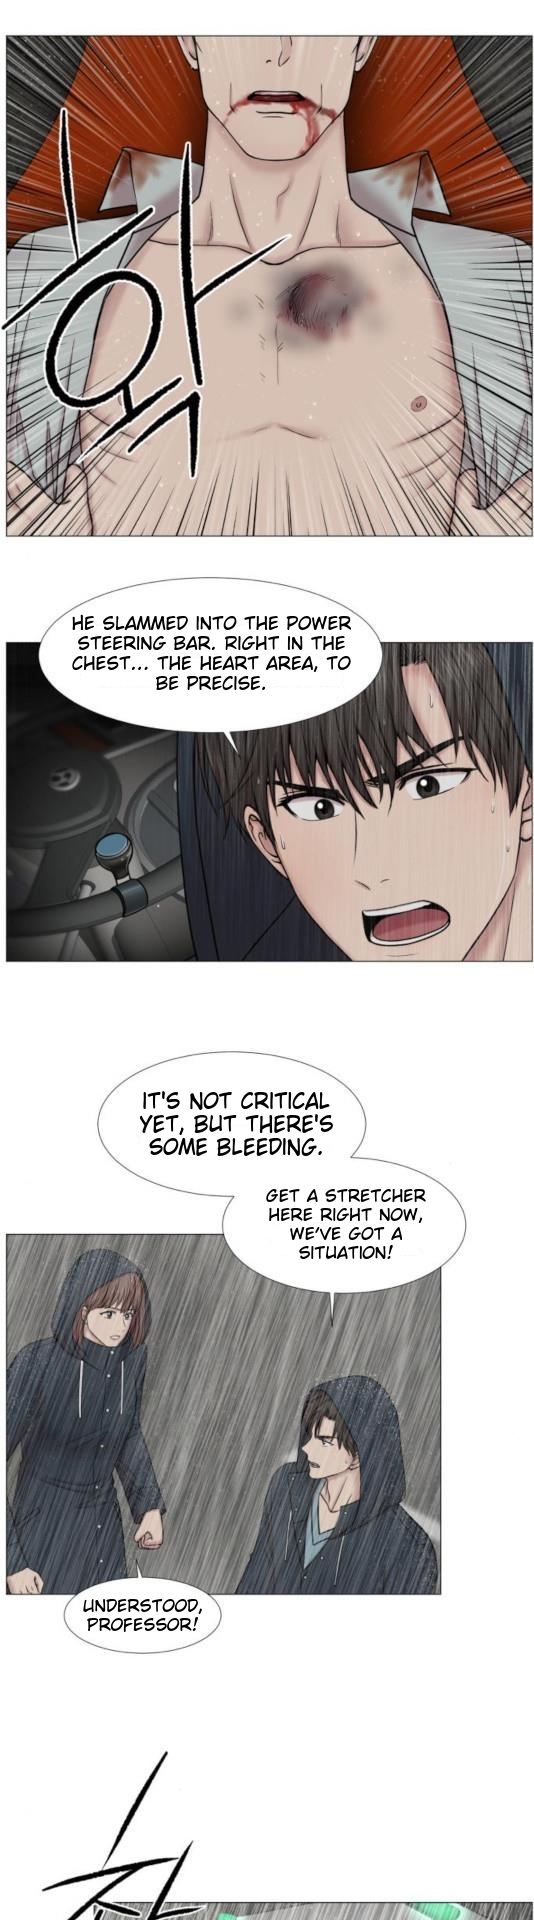 확
HE SLAMMED INTO THE POWER
STEERING BAR. RIGHT IN THE
CHEST... THE HEART AREA, TO
BE PRECISE.
IT'S NOT CRITICAL
YET, BUT THERE'S
SOME BLEEDING.
GET A STRETCHER
HERE RIGHT NOW,
WE'VE GOT A
SITUATION!
UNDERSTOOD,
PROFESSOR!